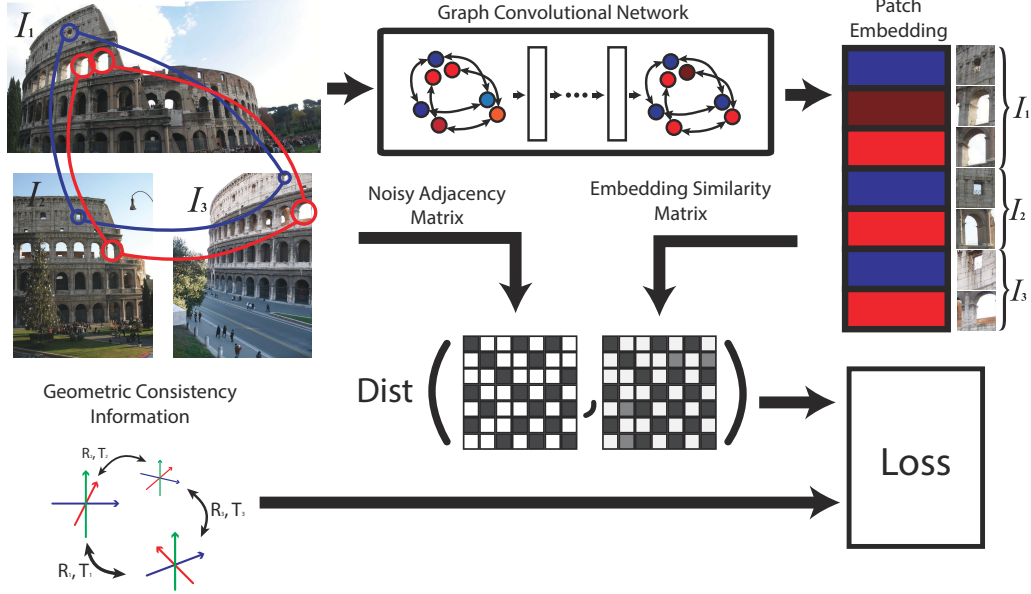 Graph Convolutional Network
Patch
Embedding
I₁
I₃
I₁
I₂
I₃
Noisy Adjacency
Matrix
Embedding Similarity
Matrix
Dist ( , )
Loss
Geometric Consistency
Information
R₂, T₂
R₃, T₃
R₁, T₁